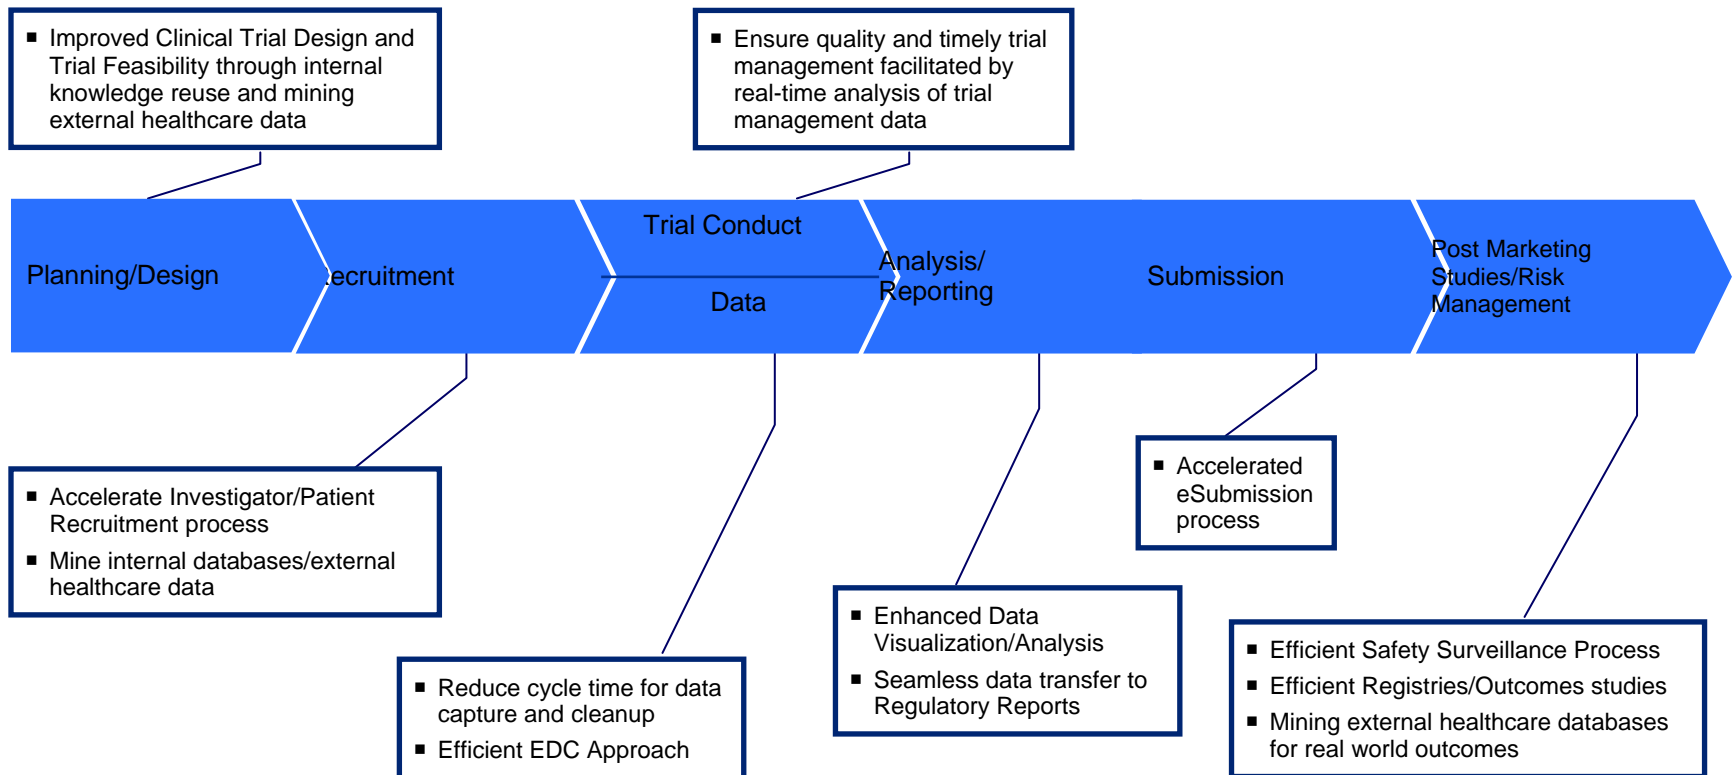 ▪ Improved Clinical Trial Design and
Trial Feasibility through internal
knowledge reuse and mining
external healthcare data
▪ Ensure quality and timely trial
management facilitated by
real-time analysis of trial
management data
Planning/Design
ecruitment
Trial Conduct
Data
Analysis/
Reporting
Submission
Post Marketing
Studies/Risk
Management
▪ Accelerate Investigator/Patient
Recruitment process
▪ Mine internal databases/external
healthcare data
▪ Reduce cycle time for data
capture and cleanup
▪ Efficient EDC Approach
▪ Enhanced Data
Visualization/Analysis
▪ Seamless data transfer to
Regulatory Reports
▪ Accelerated
eSubmission
process
▪ Efficient Safety Surveillance Process
▪ Efficient Registries/Outcomes studies
▪ Mining external healthcare databases
for real world outcomes